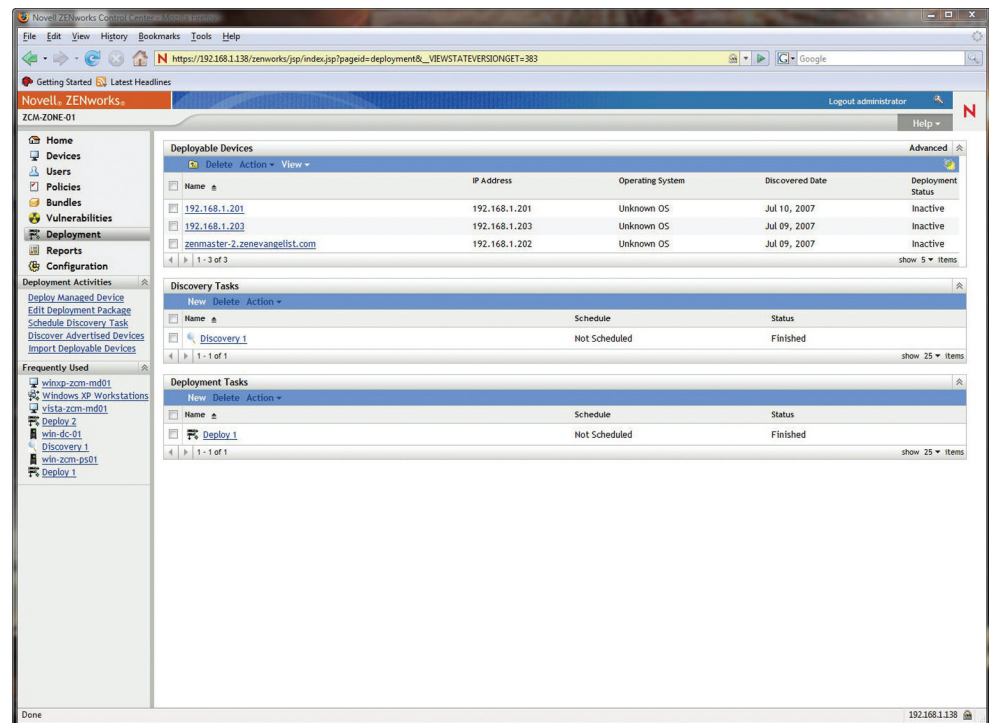 Novell ZENworks Control Center - Mozilla Firefox
File Edit View History Bookmarks Tools Help
https://192.168.1.138/zenworks/jsp/index.jsp?pageid=deployment&__VIEWSTATEVERSIONGET=383
Google
Getting Started Latest Headlines
Novell® ZENworks®
Logout administrator
N
ZCM-ZONE-01
Help
Home
Devices
Users
Policies
Bundles
Vulnerabilities
Deployment
Reports
Configuration
Deployment Activities
Deploy Managed Device
Edit Deployment Package
Schedule Discovery Task
Discover Advertised Devices
Import Deployable Devices
Frequently Used
winxp-zcm-md01
Windows XP Workstations
vista-zcm-md01
Deploy 2
win-dc-01
Discovery 1
win-zcm-ps01
Deploy 1
Deployable Devices Advanced
Delete Action View
Name IP Address Operating System Discovered Date Deployment Status
192.168.1.201 192.168.1.201 Unknown OS Jul 10, 2007 Inactive
192.168.1.203 192.168.1.203 Unknown OS Jul 09, 2007 Inactive
zenmaster-2.zenevangelist.com 192.168.1.202 Unknown OS Jul 09, 2007 Inactive
1 - 3 of 3 show 5 items
Discovery Tasks
New Delete Action
Name Schedule Status
Discovery 1 Not Scheduled Finished
1 - 1 of 1 show 25 items
Deployment Tasks
New Delete Action
Name Schedule Status
Deploy 1 Not Scheduled Finished
1 - 1 of 1 show 25 items
Done 192.168.1.138